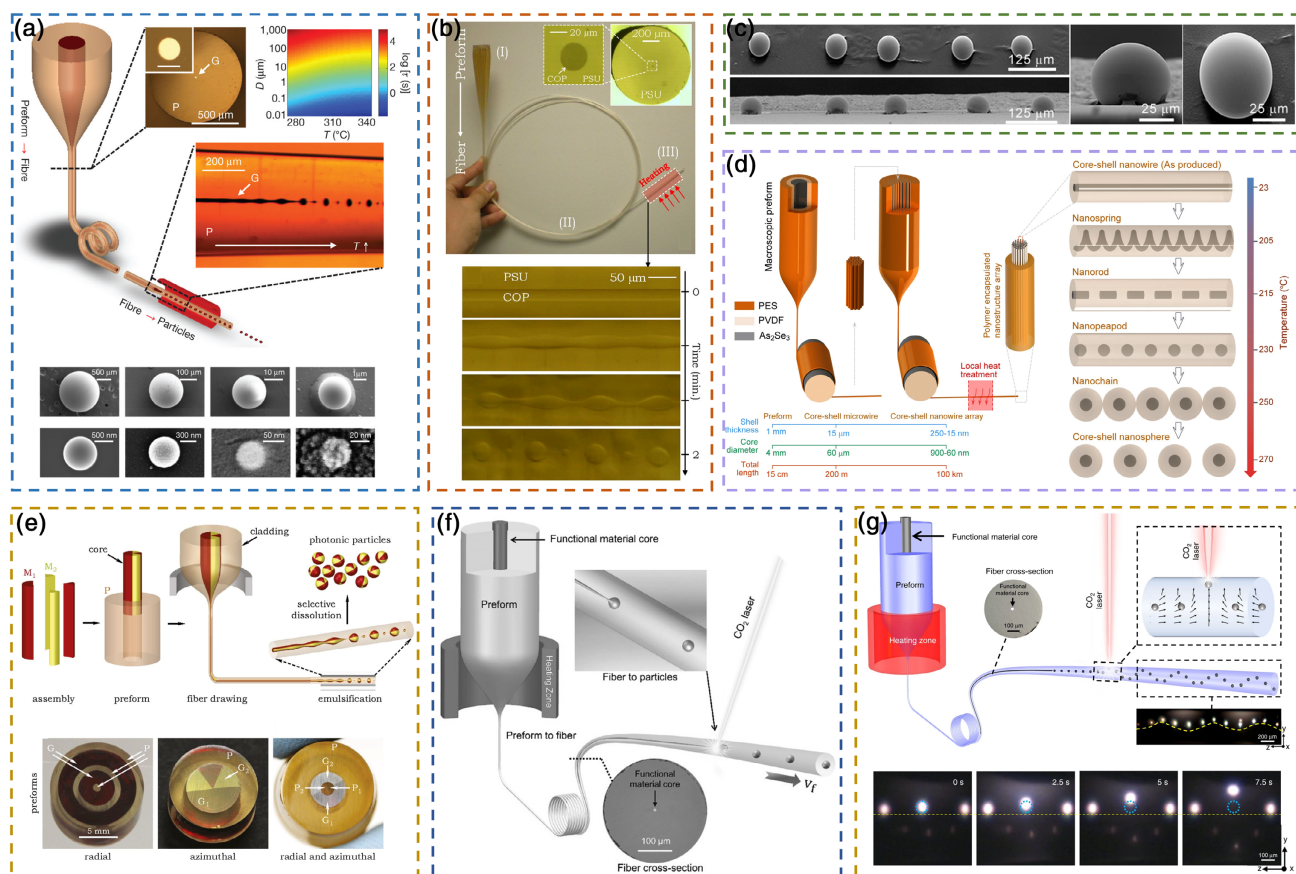 (a)
Preform → Fibre
G
P
500 μm
1,000
100
10
1
0.1
0.01
D (μm)
280
310
340
T (°C)
4
2
0
log[τ (s)]
200 μm
G
P
T ↑
Fibre → Particles
500 μm
100 μm
10 μm
1μm
500 nm
300 nm
50 nm
20 nm
(b)
Fiber ← Preform
(I)
20 μm
COP
PSU
200 μm
PSU
(II)
(III)
Heating
PSU
50 μm
COP
0
Time (min.)
2
(c)
125 μm
125 μm
25 μm
25 μm
(d)
Macroscopic preform
PES
PVDF
As₂Se₃
Local heat
treatment
Polymer encapsulated
nanostructure array
Preform
Core-shell microwire
Core-shell nanowire array
Shell
thickness
1 mm
15 μm
250-15 nm
Core
diameter
4 mm
60 μm
900-60 nm
Total
length
15 cm
200 m
100 km
Core-shell nanowire (As produced)
Nanospring
Nanorod
Nanopeapod
Nanochain
Core-shell nanosphere
23
205
215
230
250
270
Temperature (°C)
(e)
M₁
M₂
core
P
cladding
photonic particles
selective
dissolution
assembly
preform
fiber drawing
emulsification
preforms
G
P
5 mm
radial
P
G₂
G₁
azimuthal
P
G₂
P₂
P₁
G₁
radial and azimuthal
(f)
Functional material core
Preform
Heating Zone
CO₂ laser
Fiber to particles
Preform to fiber
V_f
Functional
material core
100 μm
Fiber cross-section
(g)
Functional material core
Preform
Heating zone
Fiber cross-section
Functional
material core
100 μm
CO₂
laser
CO₂
laser
200 μm
y
z
x
0 s
2.5 s
5 s
7.5 s
100 μm
y
z
x